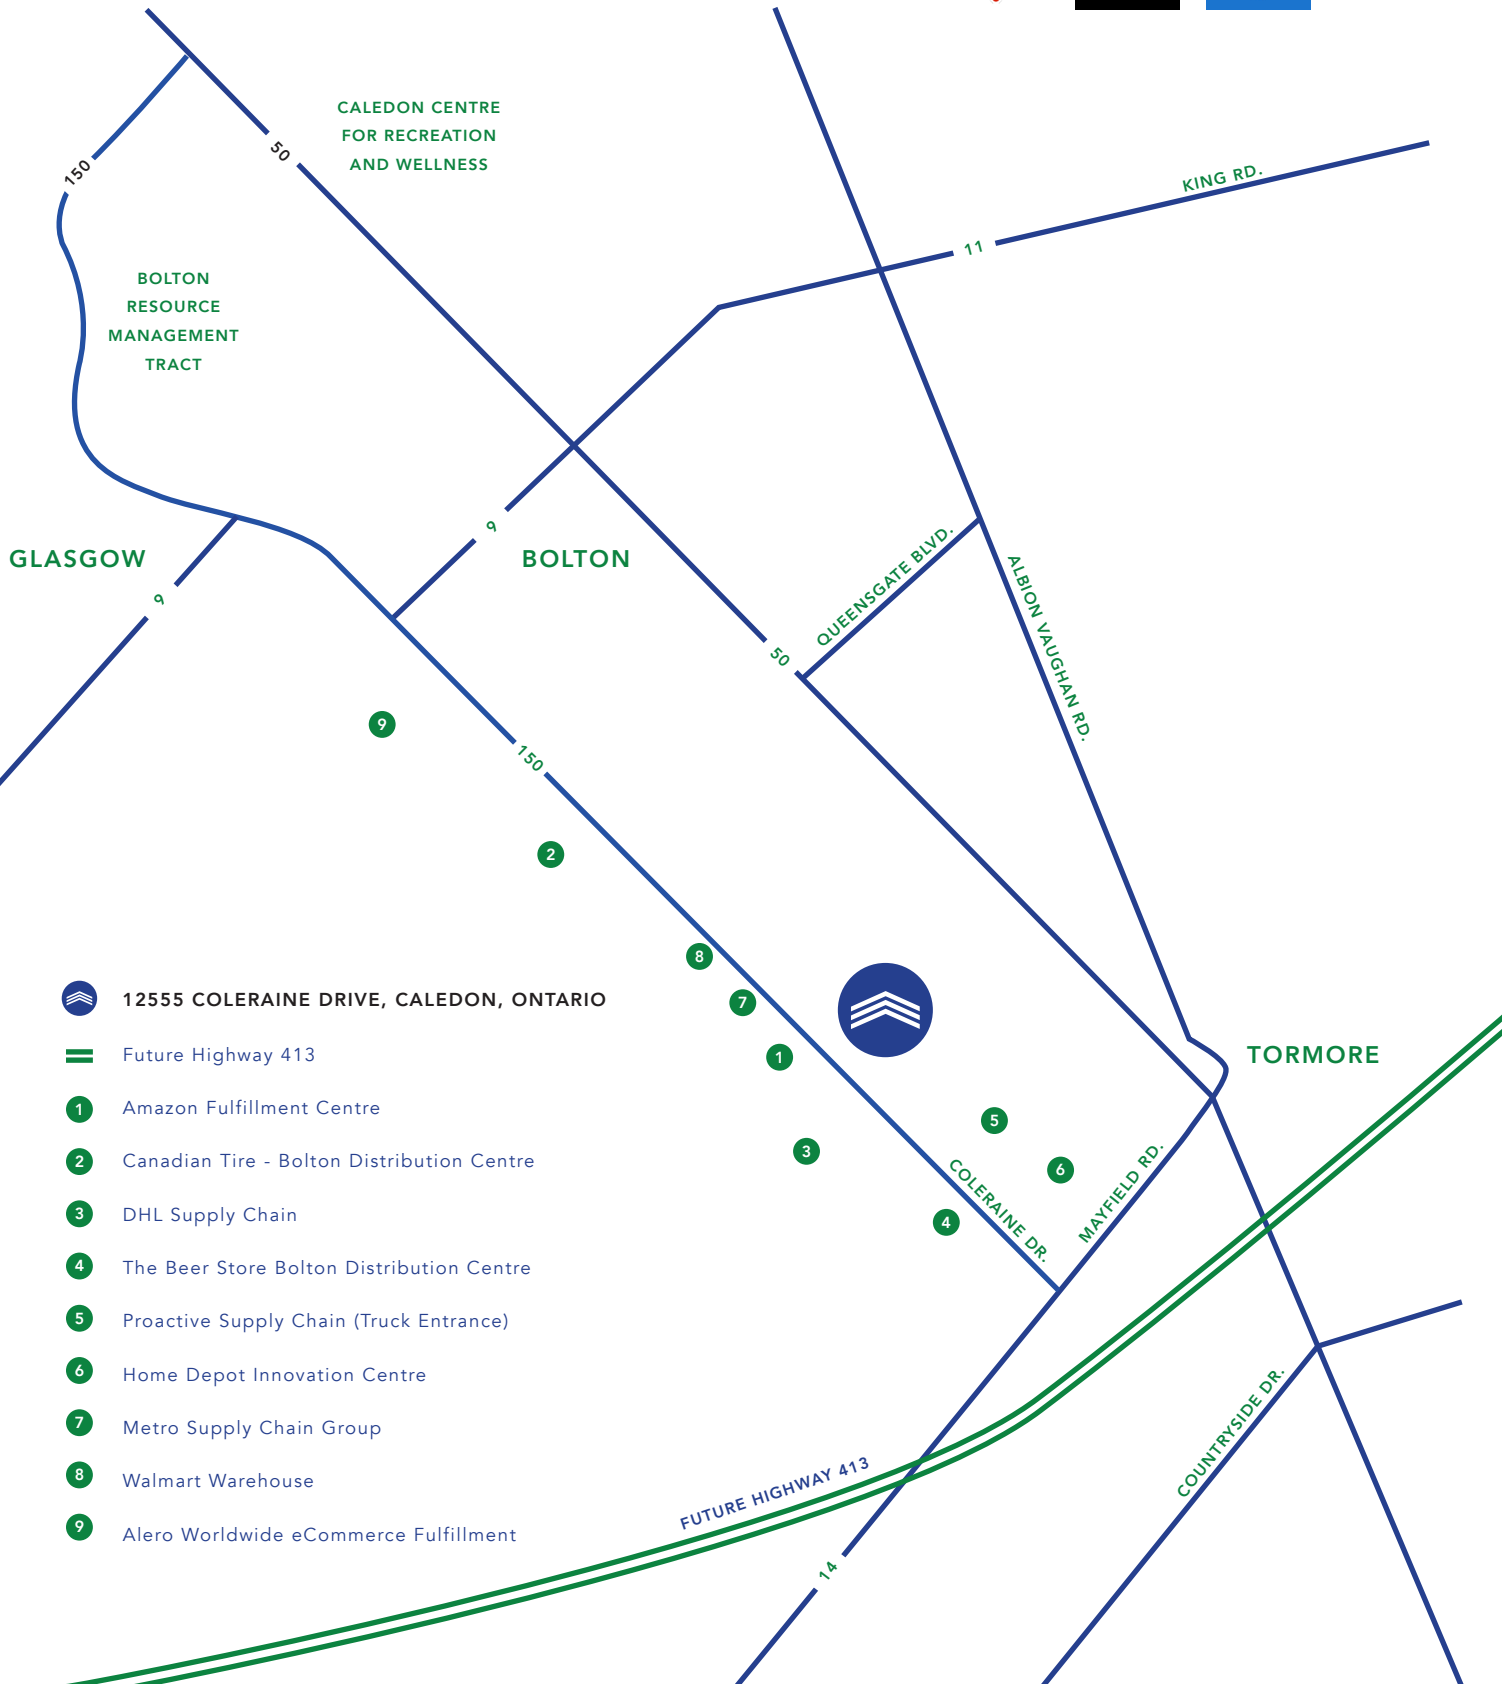 CALEDON CENTRE
FOR RECREATION
AND WELLNESS
50
150
KING RD.
11
BOLTON
RESOURCE
MANAGEMENT
TRACT
9
GLASGOW
BOLTON
QUEENSGATE BLVD.
ALBION VAUGHAN RD.
9
50
9
150
2
8
7
1
TORMORE
5
3
6
4
COLERAINE DR.
MAYFIELD RD.
12555 COLERAINE DRIVE, CALEDON, ONTARIO
Future Highway 413
1 Amazon Fulfillment Centre
2 Canadian Tire - Bolton Distribution Centre
3 DHL Supply Chain
4 The Beer Store Bolton Distribution Centre
5 Proactive Supply Chain (Truck Entrance)
6 Home Depot Innovation Centre
7 Metro Supply Chain Group
8 Walmart Warehouse
9 Alero Worldwide eCommerce Fulfillment
FUTURE HIGHWAY 413
COUNTRYSIDE DR.
14